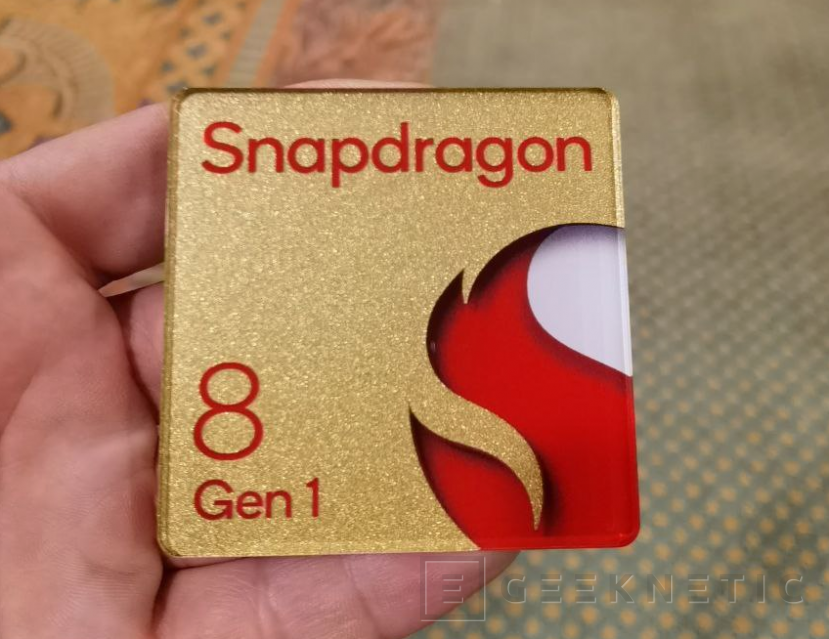 Snapdragon
8
Gen 1
E GEEKNETIC